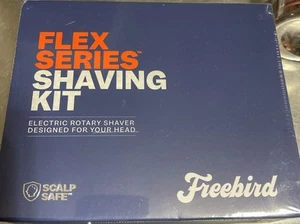 FLEX
SERIES™
SHAVING
KIT
ELECTRIC ROTARY SHAVER
DESIGNED FOR YOUR HEAD.
SCALP
SAFE™
Freebird